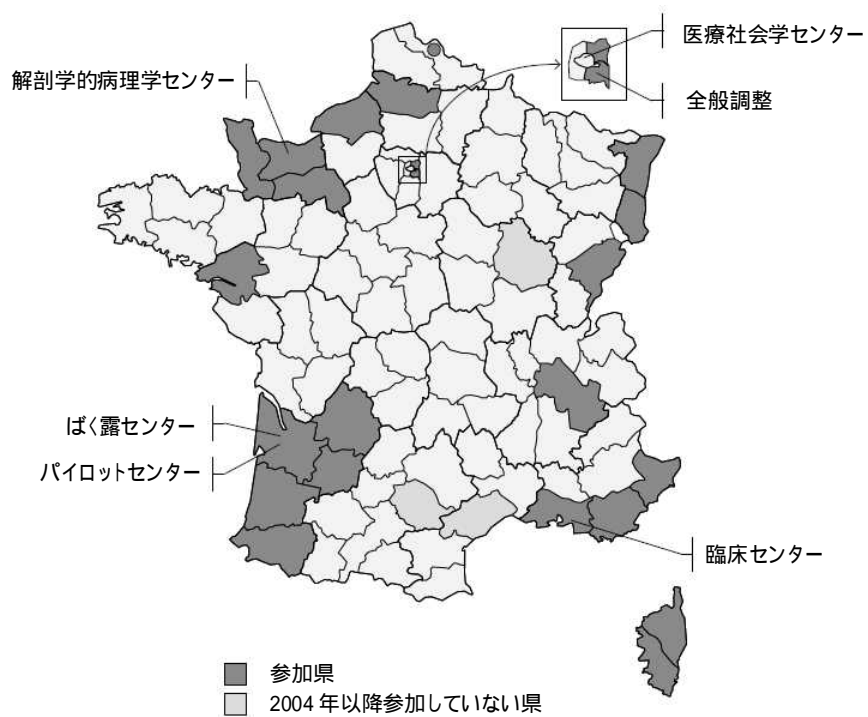 医療社会学センター
解剖学的病理学センター
全般調整
ばく露センター
パイロットセンター
臨床センター
参加県
2004 年以降参加していない県